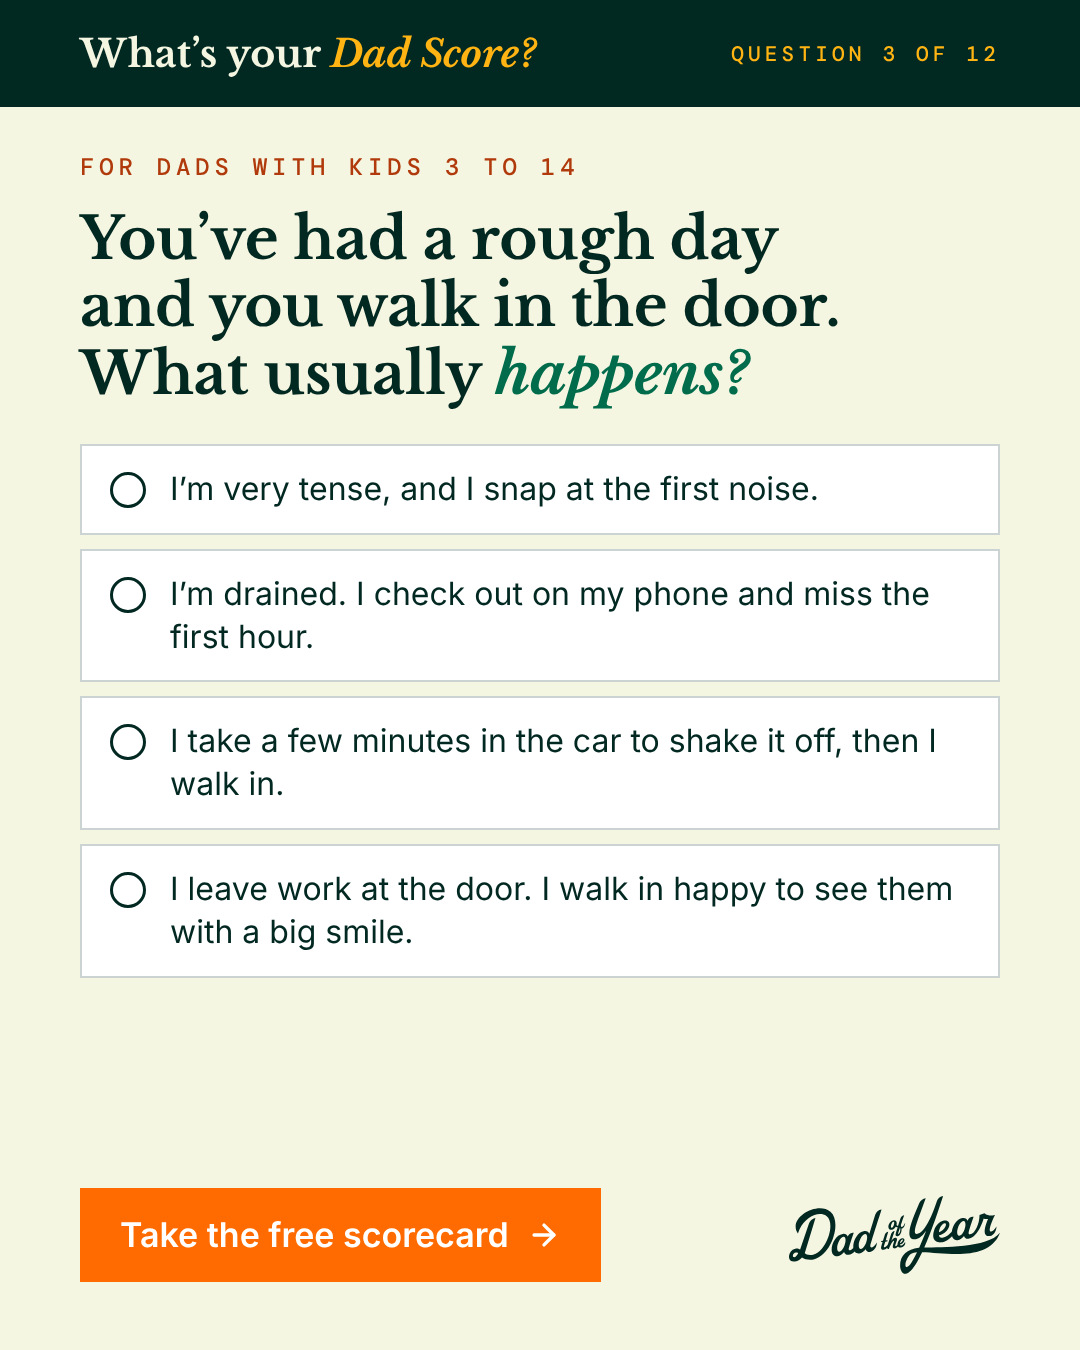 What’s your Dad Score?
QUESTION 3 OF 12
FOR DADS WITH KIDS 3 TO 14
You’ve had a rough day
and you walk in the door.
What usually happens?
I’m very tense, and I snap at the first noise.
I’m drained. I check out on my phone and miss the
first hour.
I take a few minutes in the car to shake it off, then I
walk in.
I leave work at the door. I walk in happy to see them
with a big smile.
Take the free scorecard →
Dad of the Year